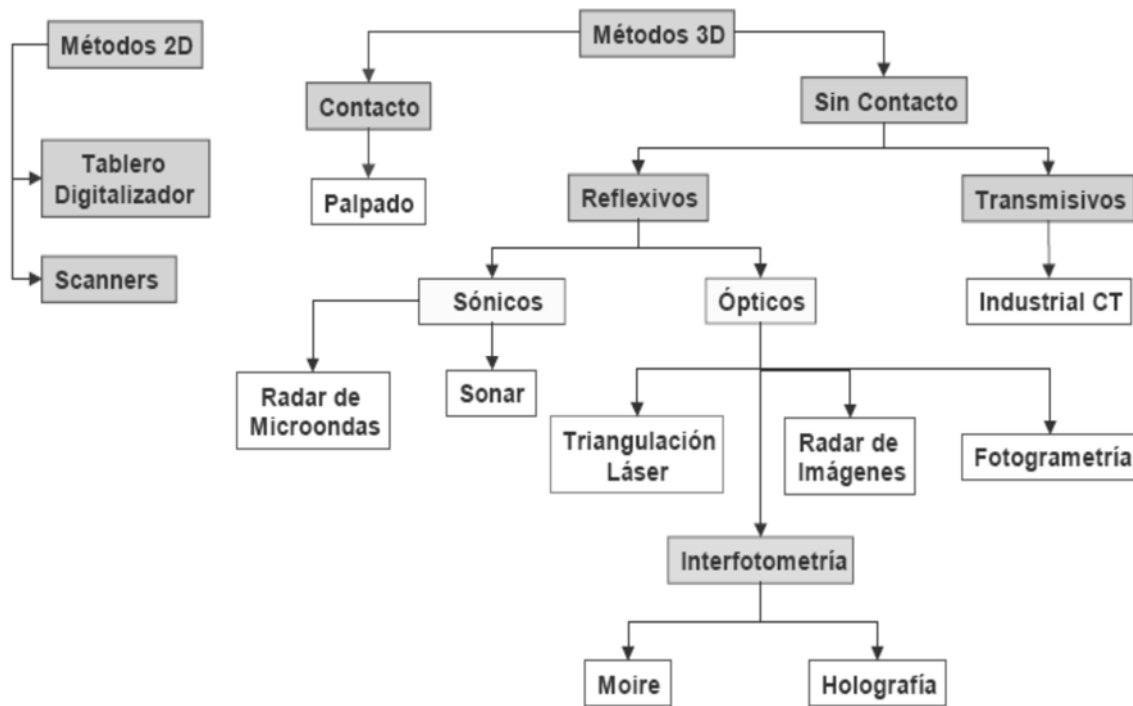 Métodos 2D
Tablero
Digitalizador
Scanners
Métodos 3D
Contacto
Sin Contacto
Palpado
Reflexivos
Transmisivos
Sónicos
Ópticos
Industrial CT
Radar de
Microondas
Sonar
Triangulación
Láser
Radar de
Imágenes
Fotogrametría
Interfotometría
Moire
Holografía